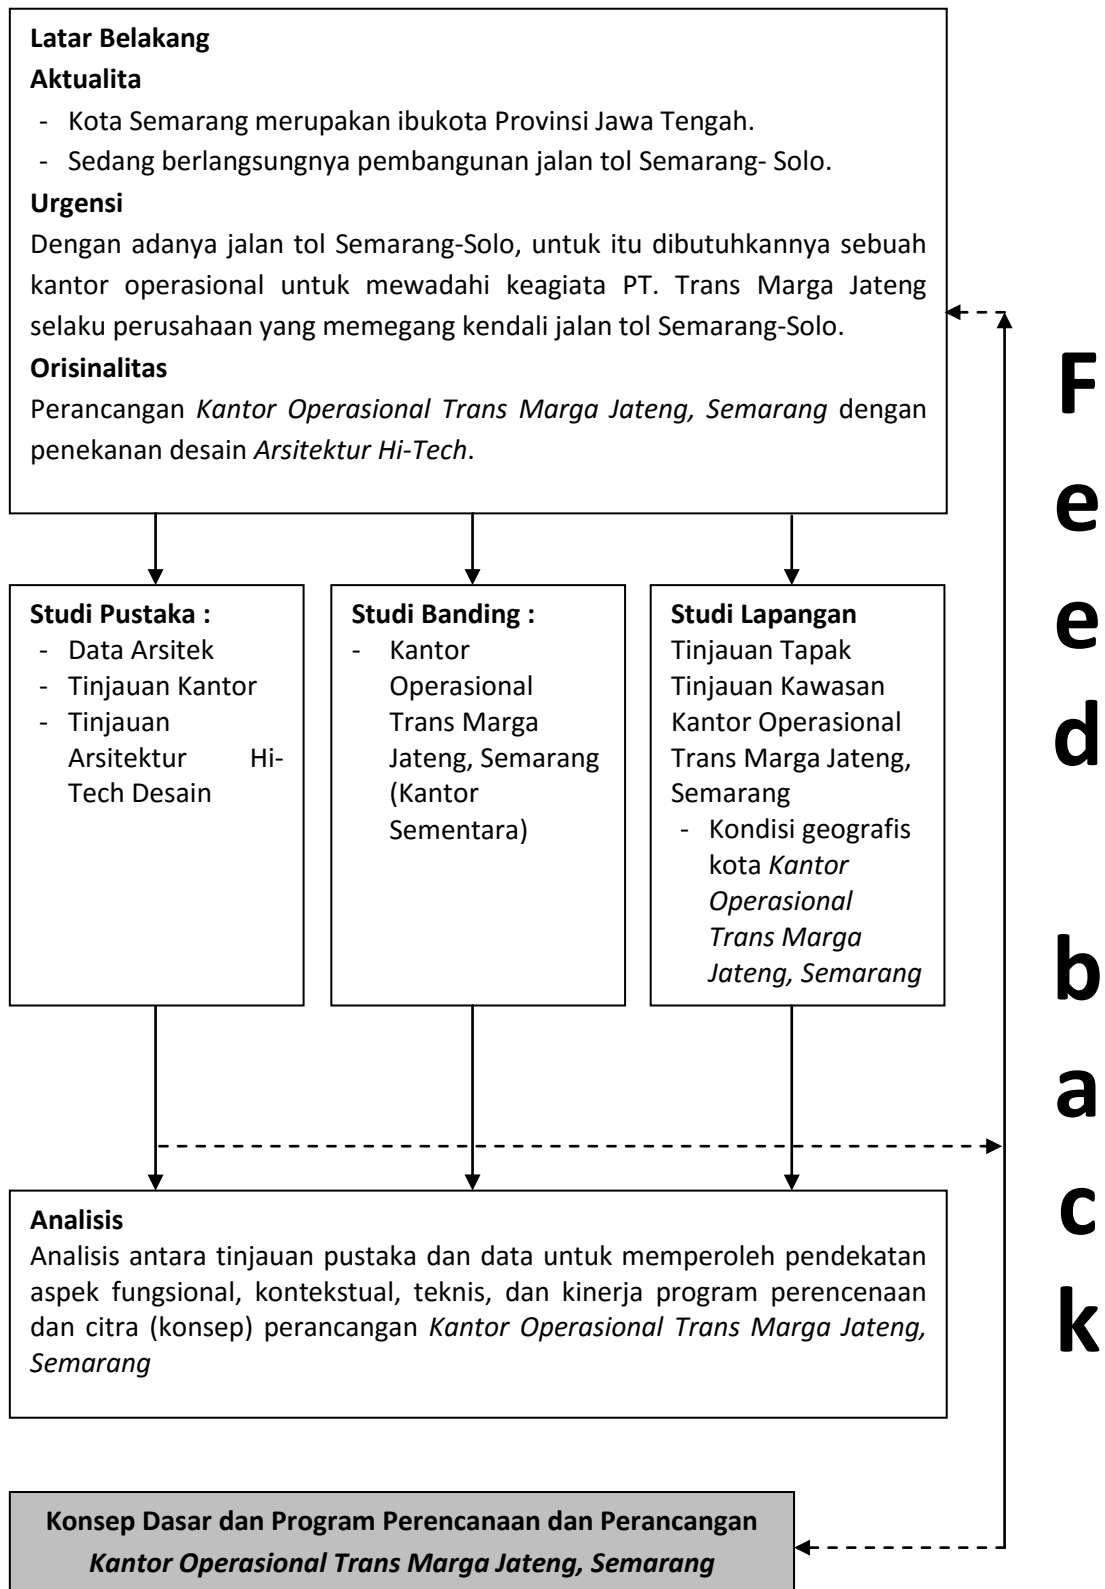 Latar Belakang
Aktualita
- Kota Semarang merupakan ibukota Provinsi Jawa Tengah.
- Sedang berlangsungnya pembangunan jalan tol Semarang- Solo.
Urgensi
Dengan adanya jalan tol Semarang-Solo, untuk itu dibutuhkannya sebuah
kantor operasional untuk mewadahi keagiata PT. Trans Marga Jateng
selaku perusahaan yang memegang kendali jalan tol Semarang-Solo.
Orisinalitas
Perancangan Kantor Operasional Trans Marga Jateng, Semarang dengan
penekanan desain Arsitektur Hi-Tech.
Studi Pustaka :
- Data Arsitek
- Tinjauan Kantor
- Tinjauan
Arsitektur Hi-
Tech Desain
Studi Banding :
- Kantor
Operasional
Trans Marga
Jateng, Semarang
(Kantor
Sementara)
Studi Lapangan
Tinjauan Tapak
Tinjauan Kawasan
Kantor Operasional
Trans Marga Jateng,
Semarang
- Kondisi geografis
kota Kantor
Operasional
Trans Marga
Jateng, Semarang
Analisis
Analisis antara tinjauan pustaka dan data untuk memperoleh pendekatan
aspek fungsional, kontekstual, teknis, dan kinerja program perencenaan
dan citra (konsep) perancangan Kantor Operasional Trans Marga Jateng,
Semarang
Konsep Dasar dan Program Perencanaan dan Perancangan
Kantor Operasional Trans Marga Jateng, Semarang
F
e
e
d
b
a
c
k